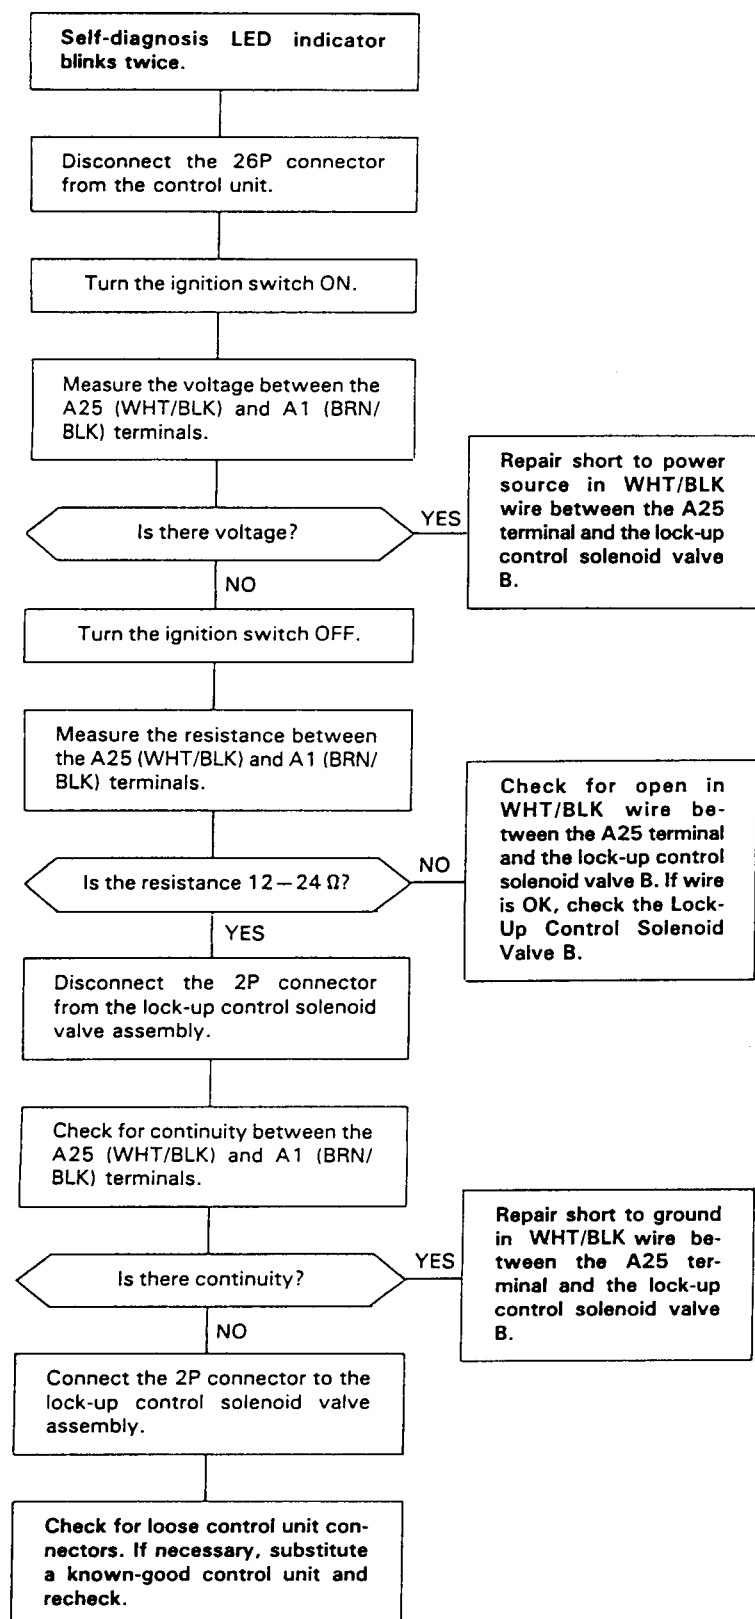 Self-diagnosis LED indicator
blinks twice.
Disconnect the 26P connector
from the control unit.
Turn the ignition switch ON.
Measure the voltage between the
A25 (WHT/BLK) and A1 (BRN/
BLK) terminals.
Is there voltage?
YES
Repair short to power
source in WHT/BLK
wire between the A25
terminal and the lock-up
control solenoid valve
B.
NO
Turn the ignition switch OFF.
Measure the resistance between
the A25 (WHT/BLK) and A1 (BRN/
BLK) terminals.
Is the resistance 12–24 Ω?
NO
Check for open in
WHT/BLK wire be-
tween the A25 terminal
and the lock-up control
solenoid valve B. If wire
is OK, check the Lock-
Up Control Solenoid
Valve B.
YES
Disconnect the 2P connector
from the lock-up control solenoid
valve assembly.
Check for continuity between the
A25 (WHT/BLK) and A1 (BRN/
BLK) terminals.
Is there continuity?
YES
Repair short to ground
in WHT/BLK wire be-
tween the A25 ter-
minal and the lock-up
control solenoid valve
B.
NO
Connect the 2P connector to the
lock-up control solenoid valve
assembly.
Check for loose control unit con-
nectors. If necessary, substitute
a known-good control unit and
recheck.